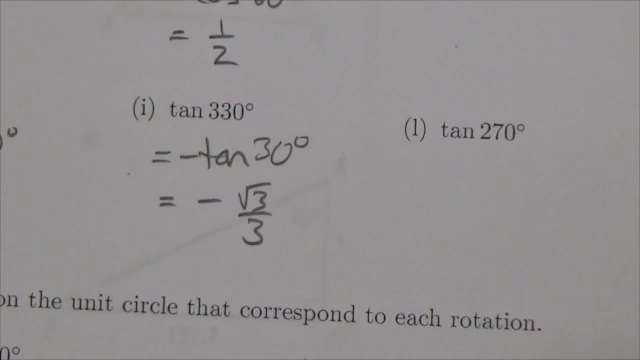 = 1/2
(i) tan 330°
= -tan 30°
= - √3/3
(l) tan 270°
on the unit circle that correspond to each rotation.